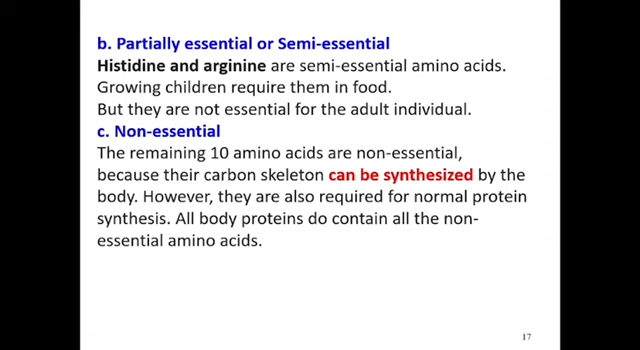 b. Partially essential or Semi-essential
Histidine and arginine are semi-essential amino acids.
Growing children require them in food.
But they are not essential for the adult individual.
c. Non-essential
The remaining 10 amino acids are non-essential,
because their carbon skeleton can be synthesized by the
body. However, they are also required for normal protein
synthesis. All body proteins do contain all the non-
essential amino acids.
17